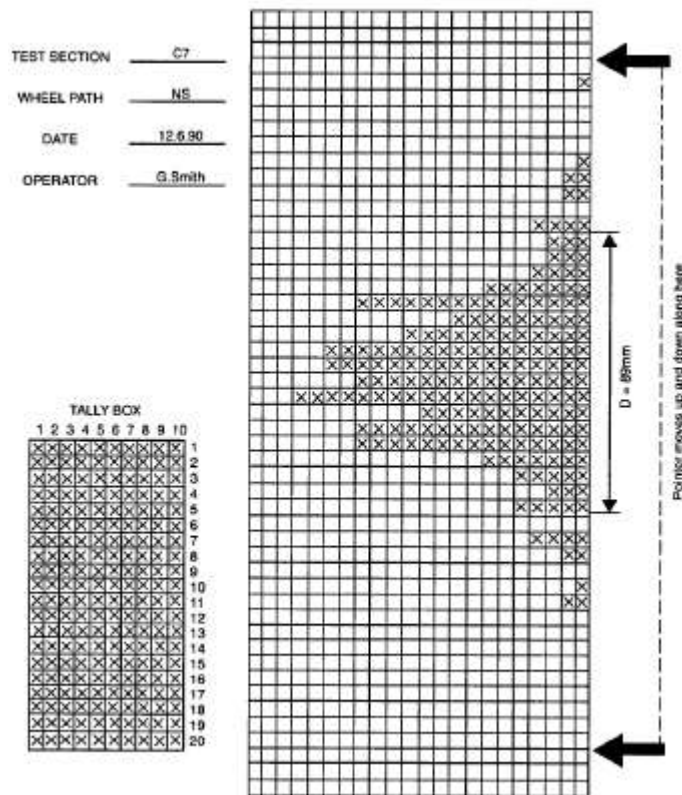 TEST SECTION C7
WHEEL PATH NS
DATE 12.6.90
OPERATOR G.Smith
D = 89mm
Pointer moves up and down along here
TALLY BOX
1 2 3 4 5 6 7 8 9 10
1
2
3
4
5
6
7
8
9
10
11
12
13
14
15
16
17
18
19
20